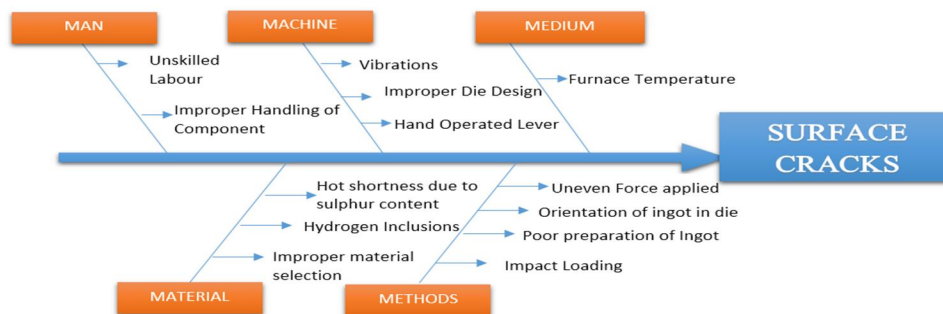 MAN
MACHINE
MEDIUM
Unskilled
Labour
Improper Handling of
Component
Vibrations
Improper Die Design
Hand Operated Lever
Furnace Temperature
SURFACE
CRACKS
Hot shortness due to
sulphur content
Hydrogen Inclusions
Improper material
selection
Uneven Force applied
Orientation of ingot in die
Poor preparation of Ingot
Impact Loading
MATERIAL
METHODS